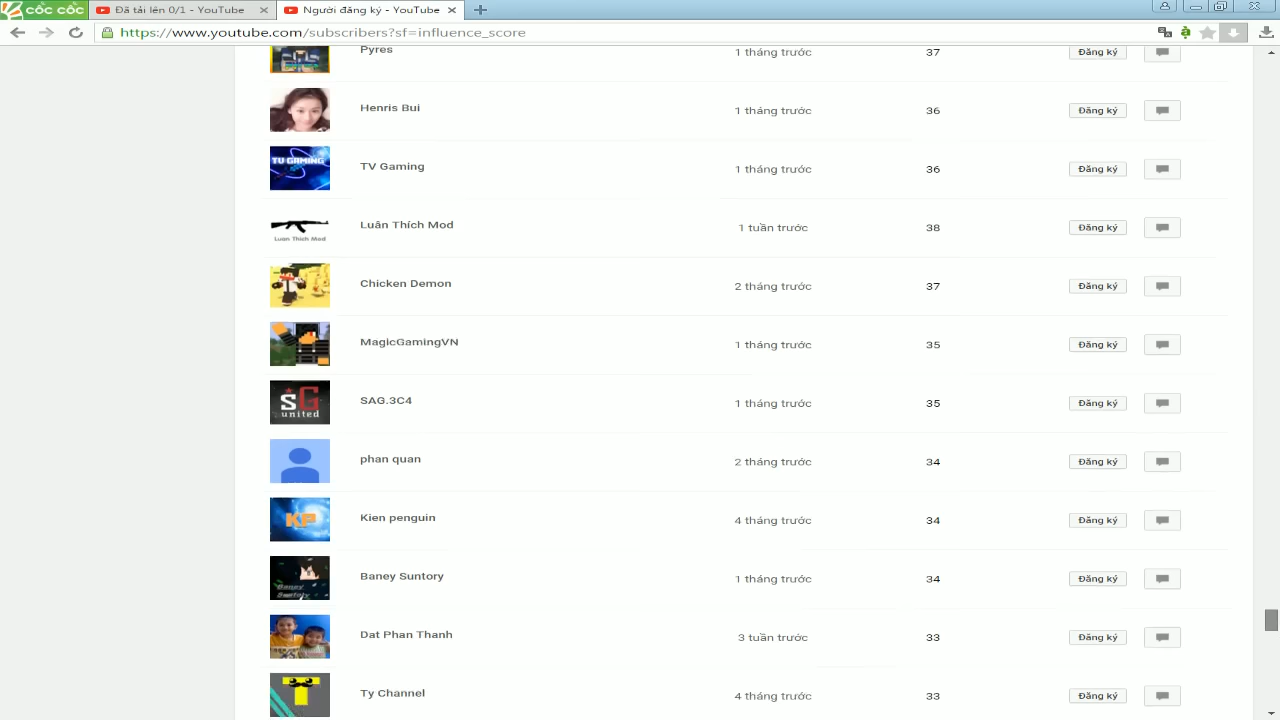 cốc cốc
Đã tải lên 0/1 - YouTube
Người đăng ký - YouTube
https://www.youtube.com/subscribers?sf=influence_score
Pyres 1 tháng trước 37 Đăng ký
Henris Bui 1 tháng trước 36 Đăng ký
TV GAMING
TV Gaming 1 tháng trước 36 Đăng ký
Luân Thích Mod 1 tuần trước 38 Đăng ký
Luan Thich Mod
Chicken Demon 2 tháng trước 37 Đăng ký
MagicGamingVN 1 tháng trước 35 Đăng ký
SG united
SAG.3C4 1 tháng trước 35 Đăng ký
phan quan 2 tháng trước 34 Đăng ký
KP
Kien penguin 4 tháng trước 34 Đăng ký
Baney Suntory 1 tháng trước 34 Đăng ký
Baney
Suntory
Dat Phan Thanh 3 tuần trước 33 Đăng ký
Ty Channel 4 tháng trước 33 Đăng ký